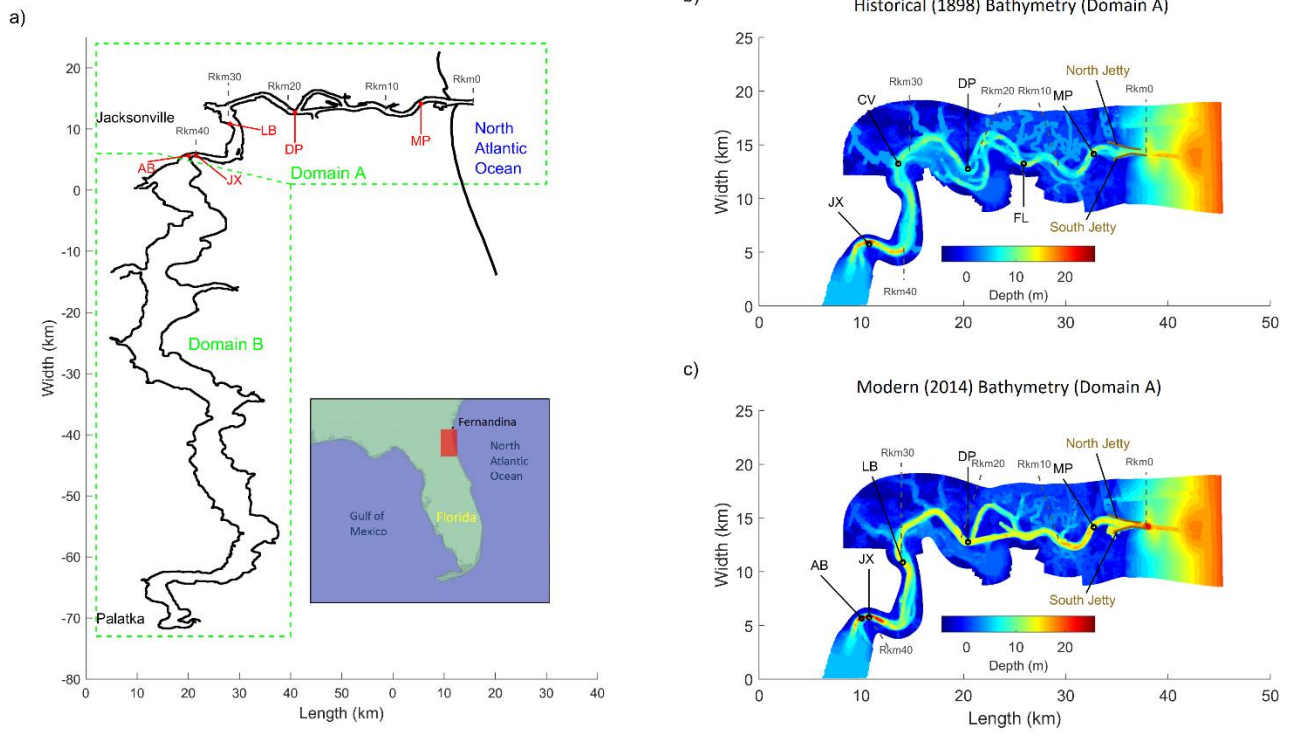 a)
20
10
0
-10
-20
-30
-40
-50
-60
-70
-80
Width (km)
Rkm30
Rkm20
Rkm10
Rkm0
Jacksonville
Rkm40
LB
DP
MP
North
Atlantic
Ocean
AB
JX
Domain A
Domain B
Fernandina
North
Atlantic
Ocean
Gulf of
Mexico
Florida
Palatka
0 10 20 30 40 10 0 10 20 30 40
Length (km)
Historical (1898) Bathymetry (Domain A)
25
20
15
10
5
0
Width (km)
Rkm30
DP
Rkm20
Rkm10
MP
North Jetty
Rkm0
CV
JX
FL
South Jetty
Rkm40
0 10 20
Depth (m)
0 10 20 30 40 50
c)
Modern (2014) Bathymetry (Domain A)
25
20
15
10
5
0
Width (km)
Rkm30
LB
DP
Rkm20
Rkm10
MP
North Jetty
Rkm0
AB
JX
South Jetty
Rkm40
0 10 20
Depth (m)
0 10 20 30 40 50
Length (km)